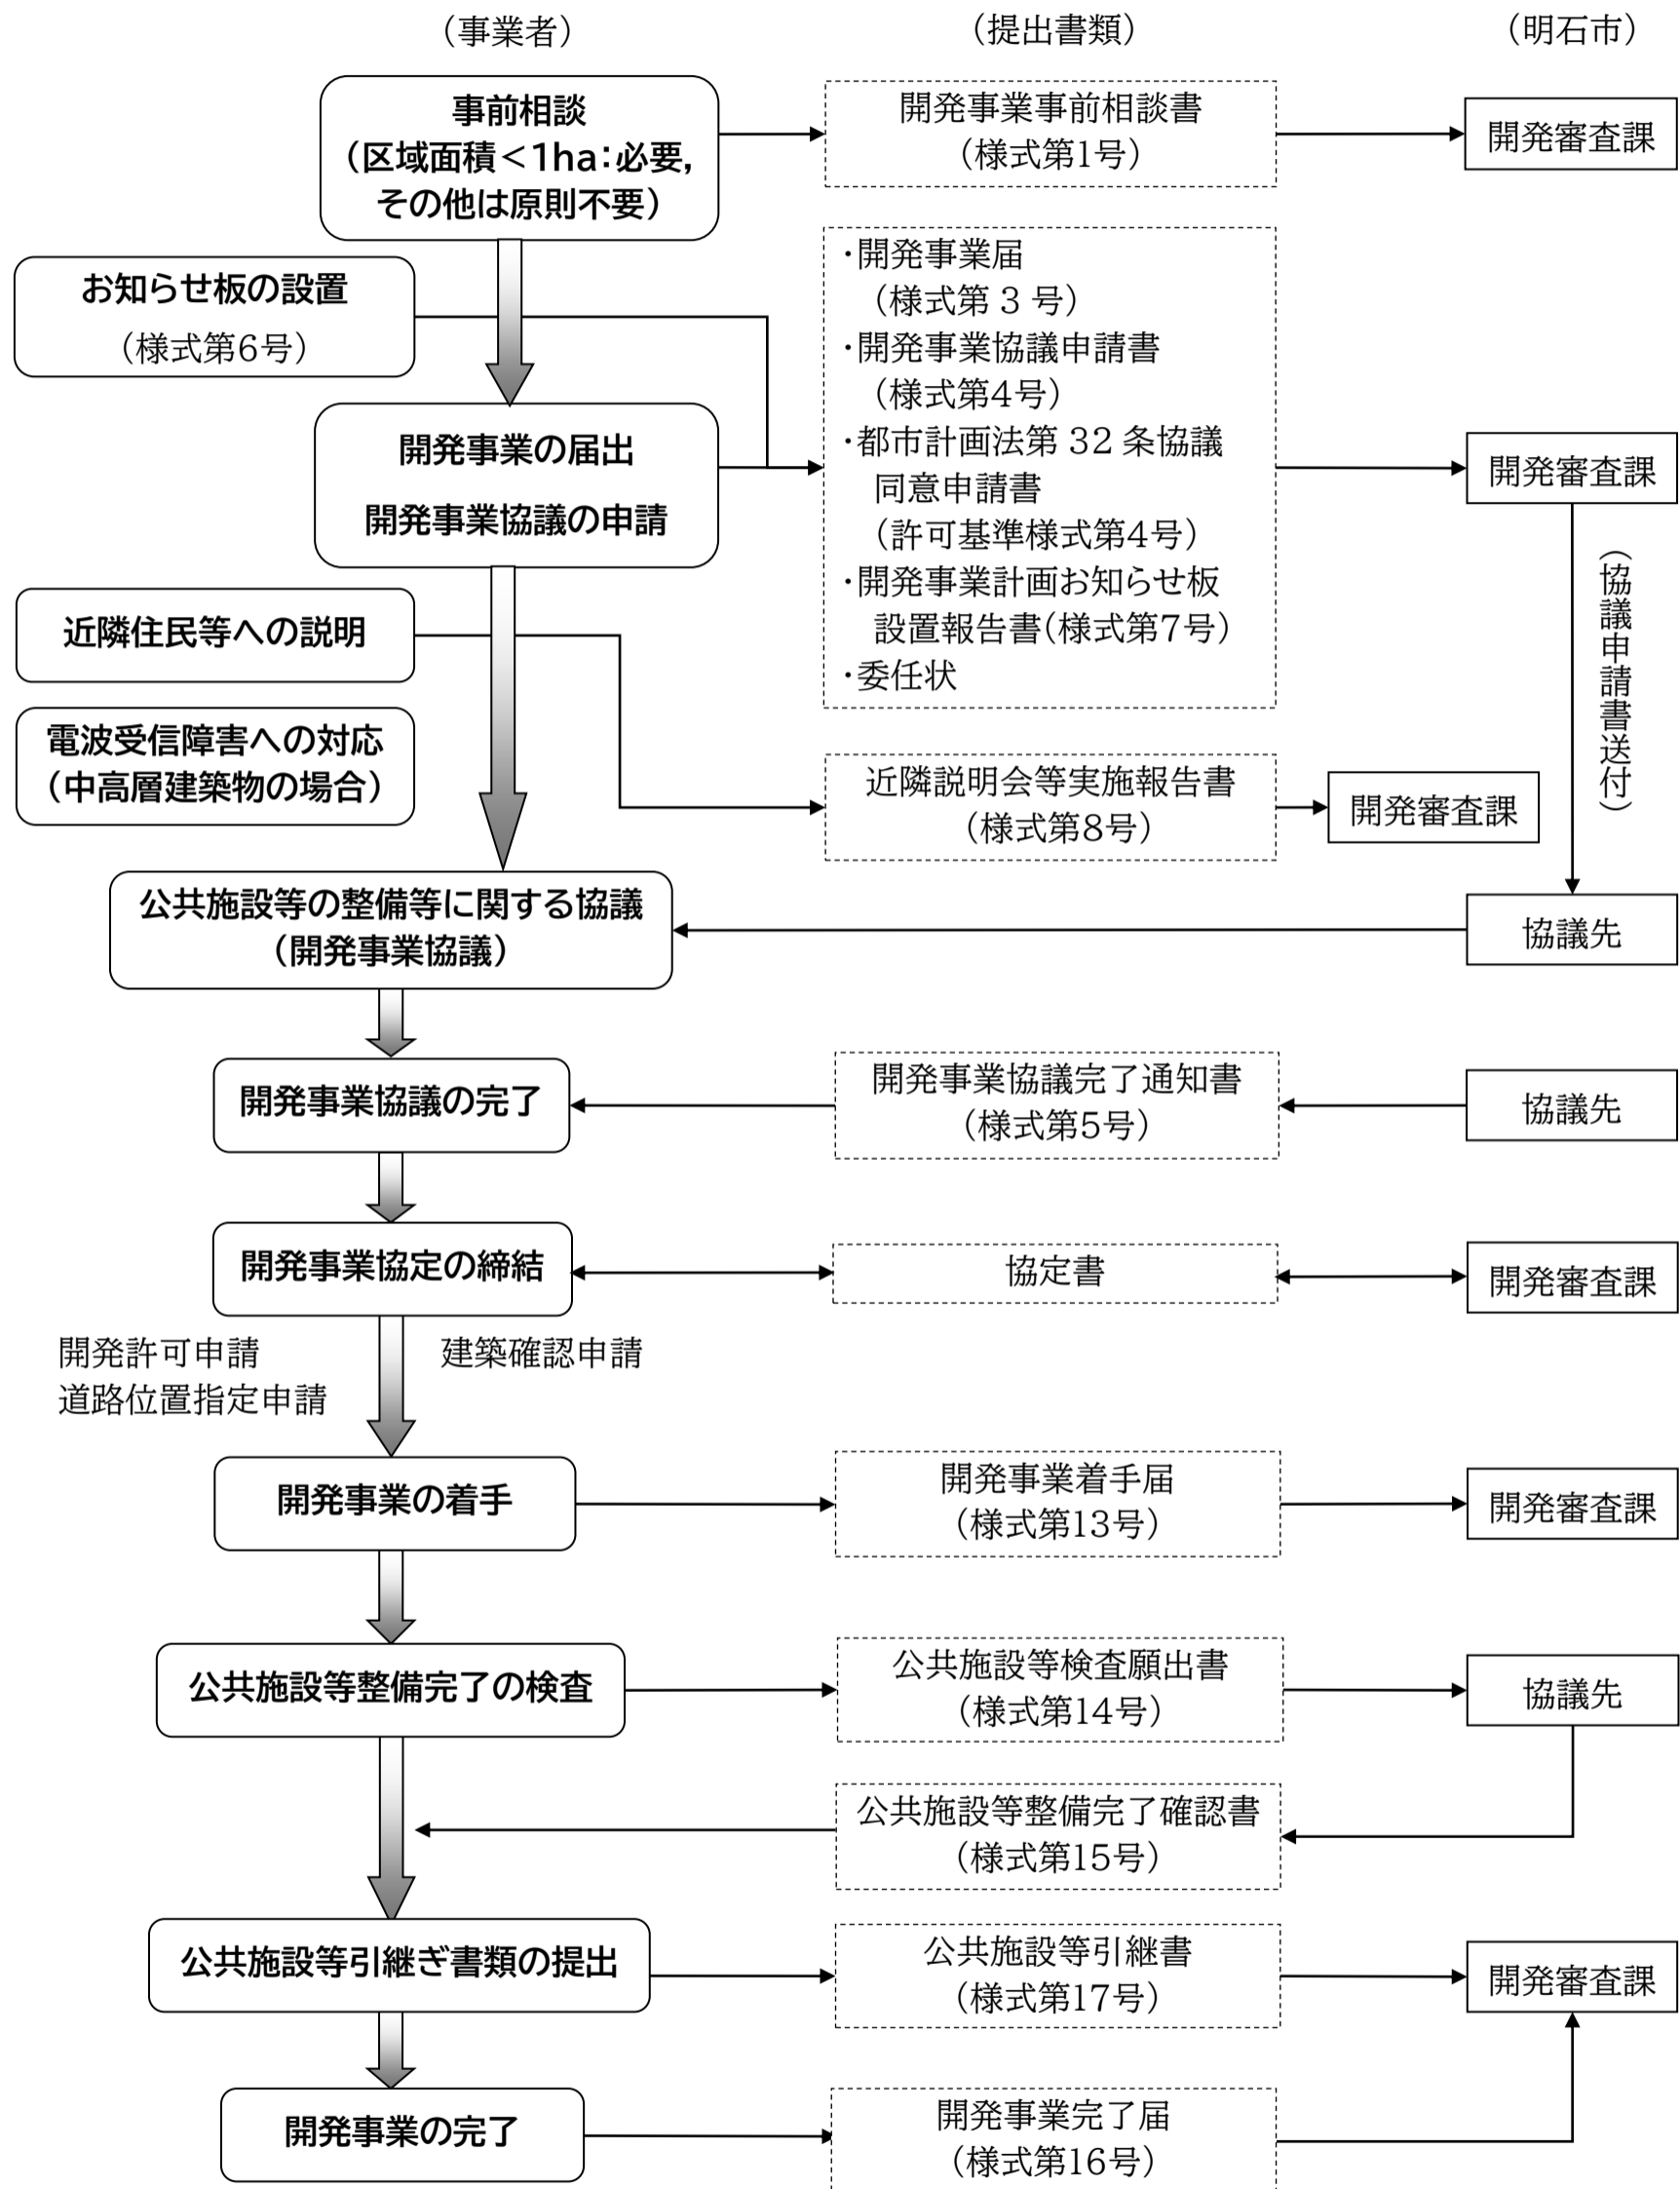 （事業者）
（提出書類）
（明石市）
事前相談
（区域面積＜1ha：必要，
その他は原則不要）
開発事業事前相談書
（様式第1号）
開発審査課
お知らせ板の設置
（様式第6号）
開発事業の届出
開発事業協議の申請
・開発事業届
（様式第 3 号）
・開発事業協議申請書
（様式第4号）
・都市計画法第 32 条協議
同意申請書
（許可基準様式第4号）
・開発事業計画お知らせ板
設置報告書（様式第7号）
・委任状
開発審査課
（協議申請書送付）
近隣住民等への説明
電波受信障害への対応
（中高層建築物の場合）
近隣説明会等実施報告書
（様式第8号）
開発審査課
公共施設等の整備等に関する協議
（開発事業協議）
協議先
開発事業協議の完了
開発事業協議完了通知書
（様式第5号）
協議先
開発事業協定の締結
協定書
開発審査課
開発許可申請
道路位置指定申請
建築確認申請
開発事業の着手
開発事業着手届
（様式第13号）
開発審査課
公共施設等整備完了の検査
公共施設等検査願出書
（様式第14号）
協議先
公共施設等整備完了確認書
（様式第15号）
公共施設等引継ぎ書類の提出
公共施設等引継書
（様式第17号）
開発審査課
開発事業の完了
開発事業完了届
（様式第16号）